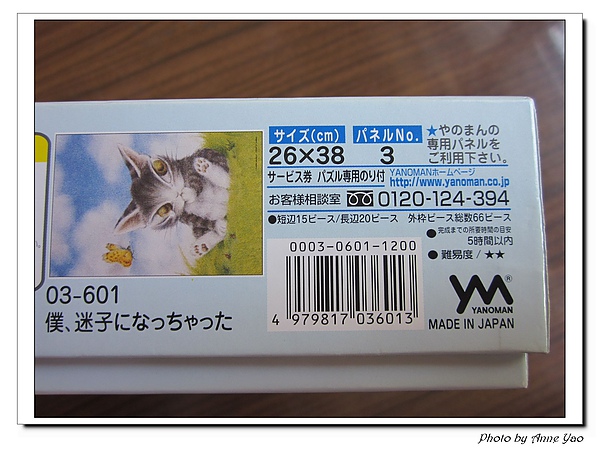 サイズ(cm) パネルNo.
26×38 3
★やのまんの
専用パネルを
ご利用下さい。
サービス券 パズル専用のり付
YANOMANホームページ
http://www.yanoman.co.jp
お客様相談室 0120-124-394
●短辺15ピース/長辺20ピース 外枠ピース総数66ピース
●完成までの所要時間の目安
5時間以内
●難易度/★★
0003-0601-1200
4 979817 036013
YM®
YANOMAN
MADE IN JAPAN
03-601
僕、迷子になっちゃった
Photo by Anne Yao